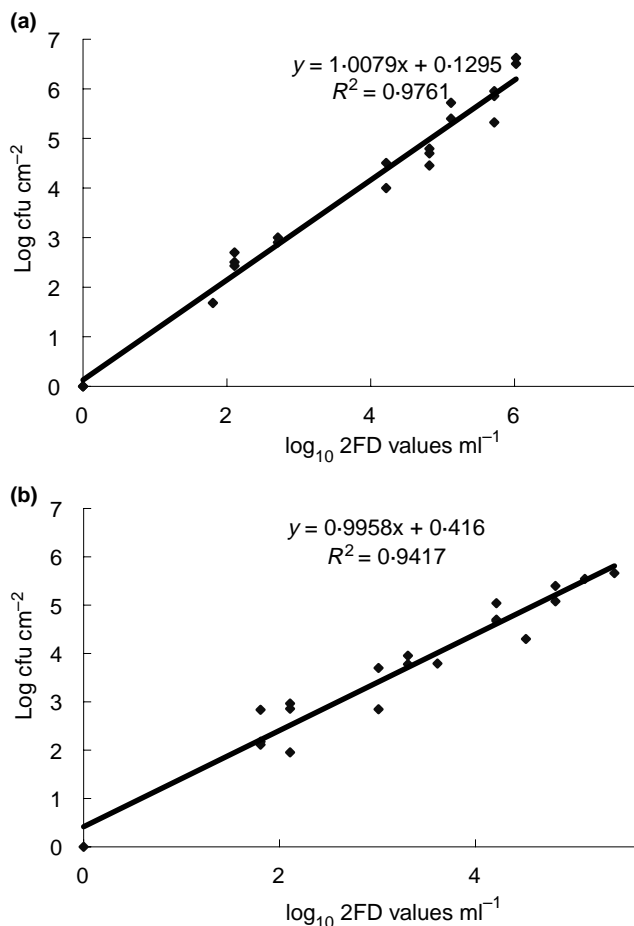 (a)
7
6
5
4
3
2
1
0
y = 1·0079x + 0·1295
R² = 0·9761
Log cfu cm⁻²
0 2 4 6
log₁₀ 2FD values ml⁻¹
(b)
7
6
5
4
3
2
1
0
y = 0·9958x + 0·416
R² = 0·9417
Log cfu cm⁻²
0 2 4
log₁₀ 2FD values ml⁻¹